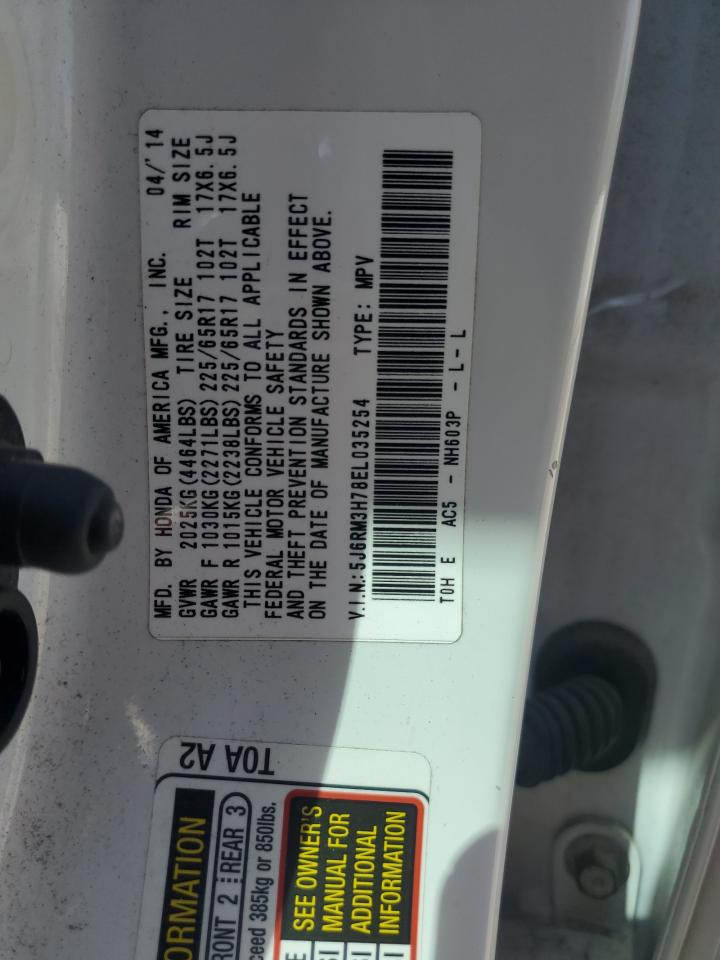 MFD. BY HONDA OF AMERICA MFG., INC. 04/'14
GVWR 2025KG(4464LBS) TIRE SIZE RIM SIZE
GAWR F 1030KG(2271LBS) 225/65R17 102T 17X6.5J
GAWR R 1015KG(2238LBS) 225/65R17 102T 17X6.5J
THIS VEHICLE CONFORMS TO ALL APPLICABLE
FEDERAL MOTOR VEHICLE SAFETY
AND THEFT PREVENTION STANDARDS IN EFFECT
ON THE DATE OF MANUFACTURE SHOWN ABOVE.
V.I.N.: 5J6RM3H78EL035254 TYPE: MPV
TOH E AC5 - NH603P - L - L
TOA A2
ORMATION
RONT 2 REAR 3
ceed 385kg or 850lbs.
SEE OWNER'S
MANUAL FOR
ADDITIONAL
INFORMATION